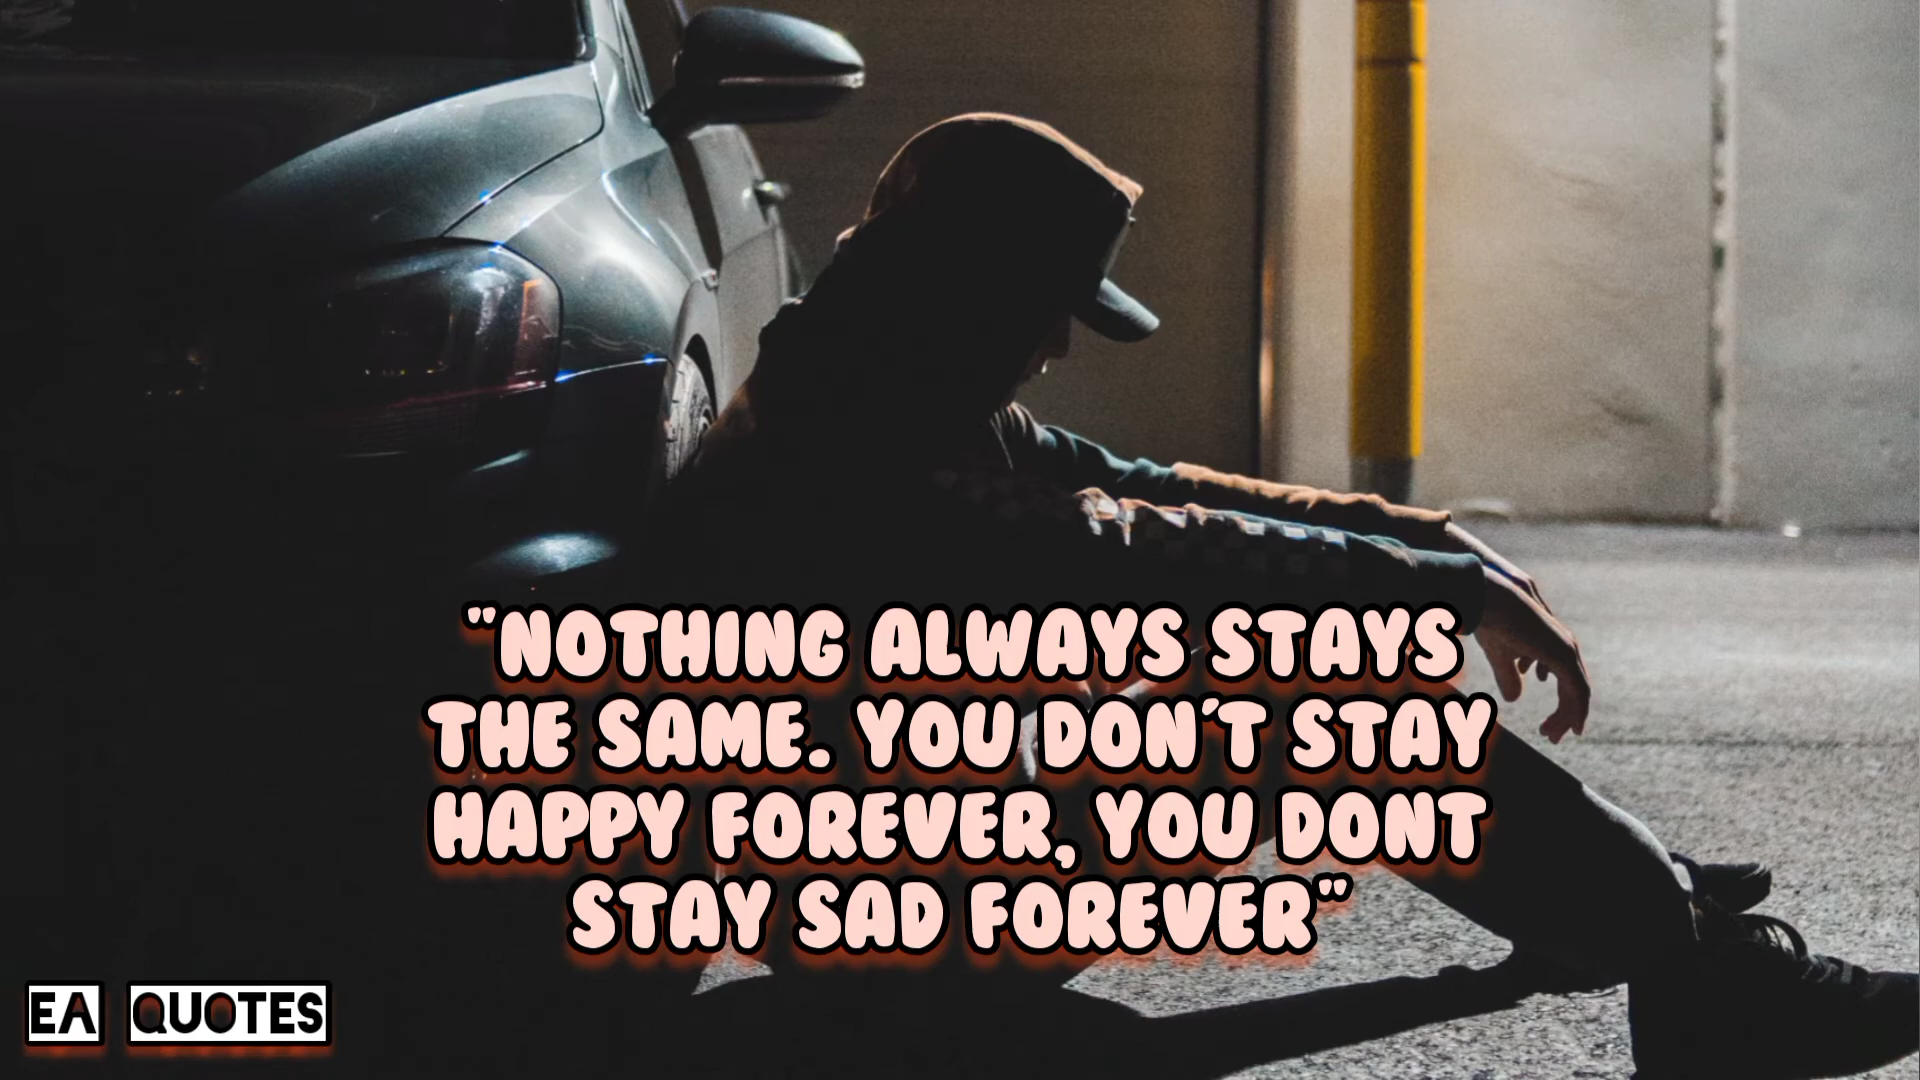 "NOTHING ALWAYS STAYS
THE SAME. YOU DON'T STAY
HAPPY FOREVER, YOU DONT
STAY SAD FOREVER"
EA QUOTES